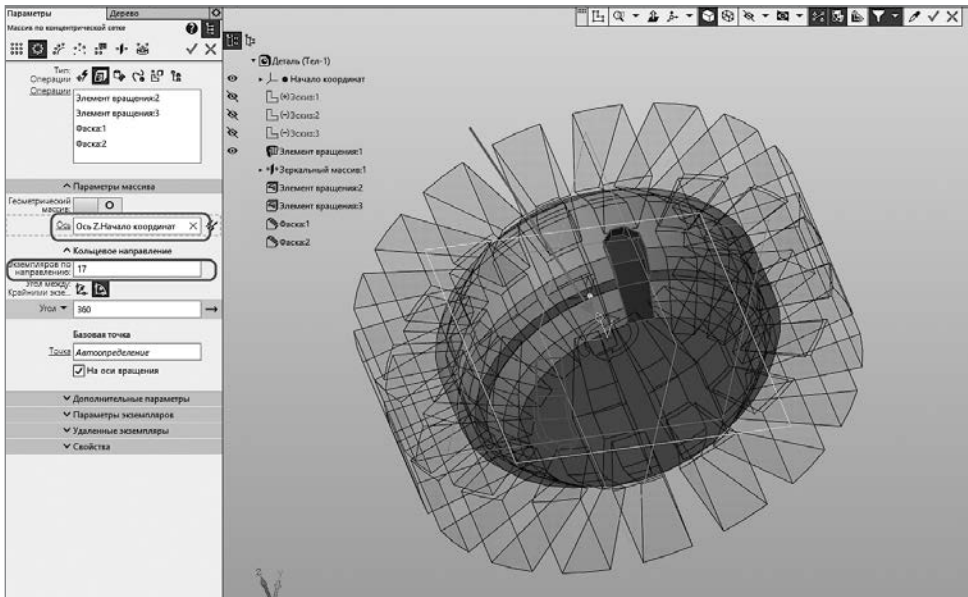 Параметры
Дерево
Массив по концентрической сетке
Тип:
Операции
Операции
Элемент вращения:2
Элемент вращения:3
Фаска:1
Фаска:2
Параметры массива
Геометрический массив:
Ось Ось Z.Начало координат
Кольцевое направление
Экземпляров по направлению: 17
Угол между:
Крайними экзе...
Угол 360
Базовая точка
Точка Автоопределение
На оси вращения
Дополнительные параметры
Параметры экземпляров
Удаленные экземпляры
Свойства
Деталь (Тел-1)
Начало координат
(+)Эскиз:1
(-)Эскиз:2
(-)Эскиз:3
Элемент вращения:1
Зеркальный массив:1
Элемент вращения:2
Элемент вращения:3
Фаска:1
Фаска:2
Z
Y